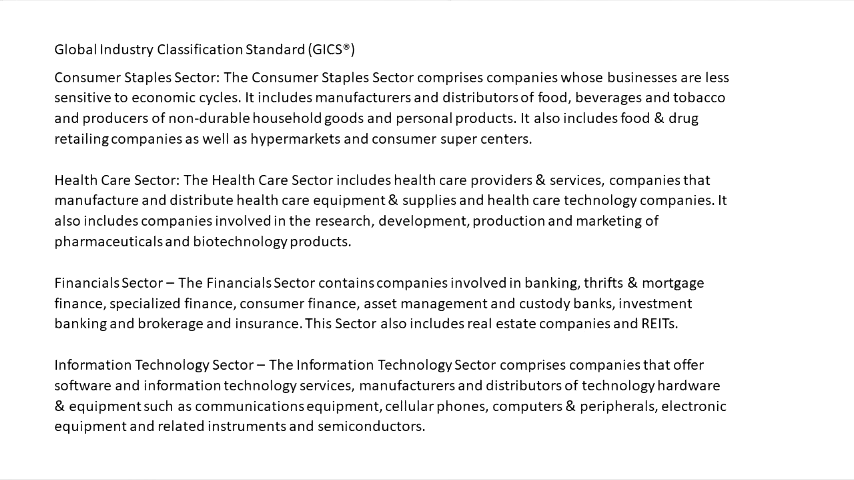 Global Industry Classification Standard (GICS®)
Consumer Staples Sector: The Consumer Staples Sector comprises companies whose businesses are less
sensitive to economic cycles. It includes manufacturers and distributors of food, beverages and tobacco
and producers of non-durable household goods and personal products. It also includes food & drug
retailing companies as well as hypermarkets and consumer super centers.
Health Care Sector: The Health Care Sector includes health care providers & services, companies that
manufacture and distribute health care equipment & supplies and health care technology companies. It
also includes companies involved in the research, development, production and marketing of
pharmaceuticals and biotechnology products.
Financials Sector – The Financials Sector contains companies involved in banking, thrifts & mortgage
finance, specialized finance, consumer finance, asset management and custody banks, investment
banking and brokerage and insurance. This Sector also includes real estate companies and REITs.
Information Technology Sector – The Information Technology Sector comprises companies that offer
software and information technology services, manufacturers and distributors of technology hardware
& equipment such as communications equipment, cellular phones, computers & peripherals, electronic
equipment and related instruments and semiconductors.